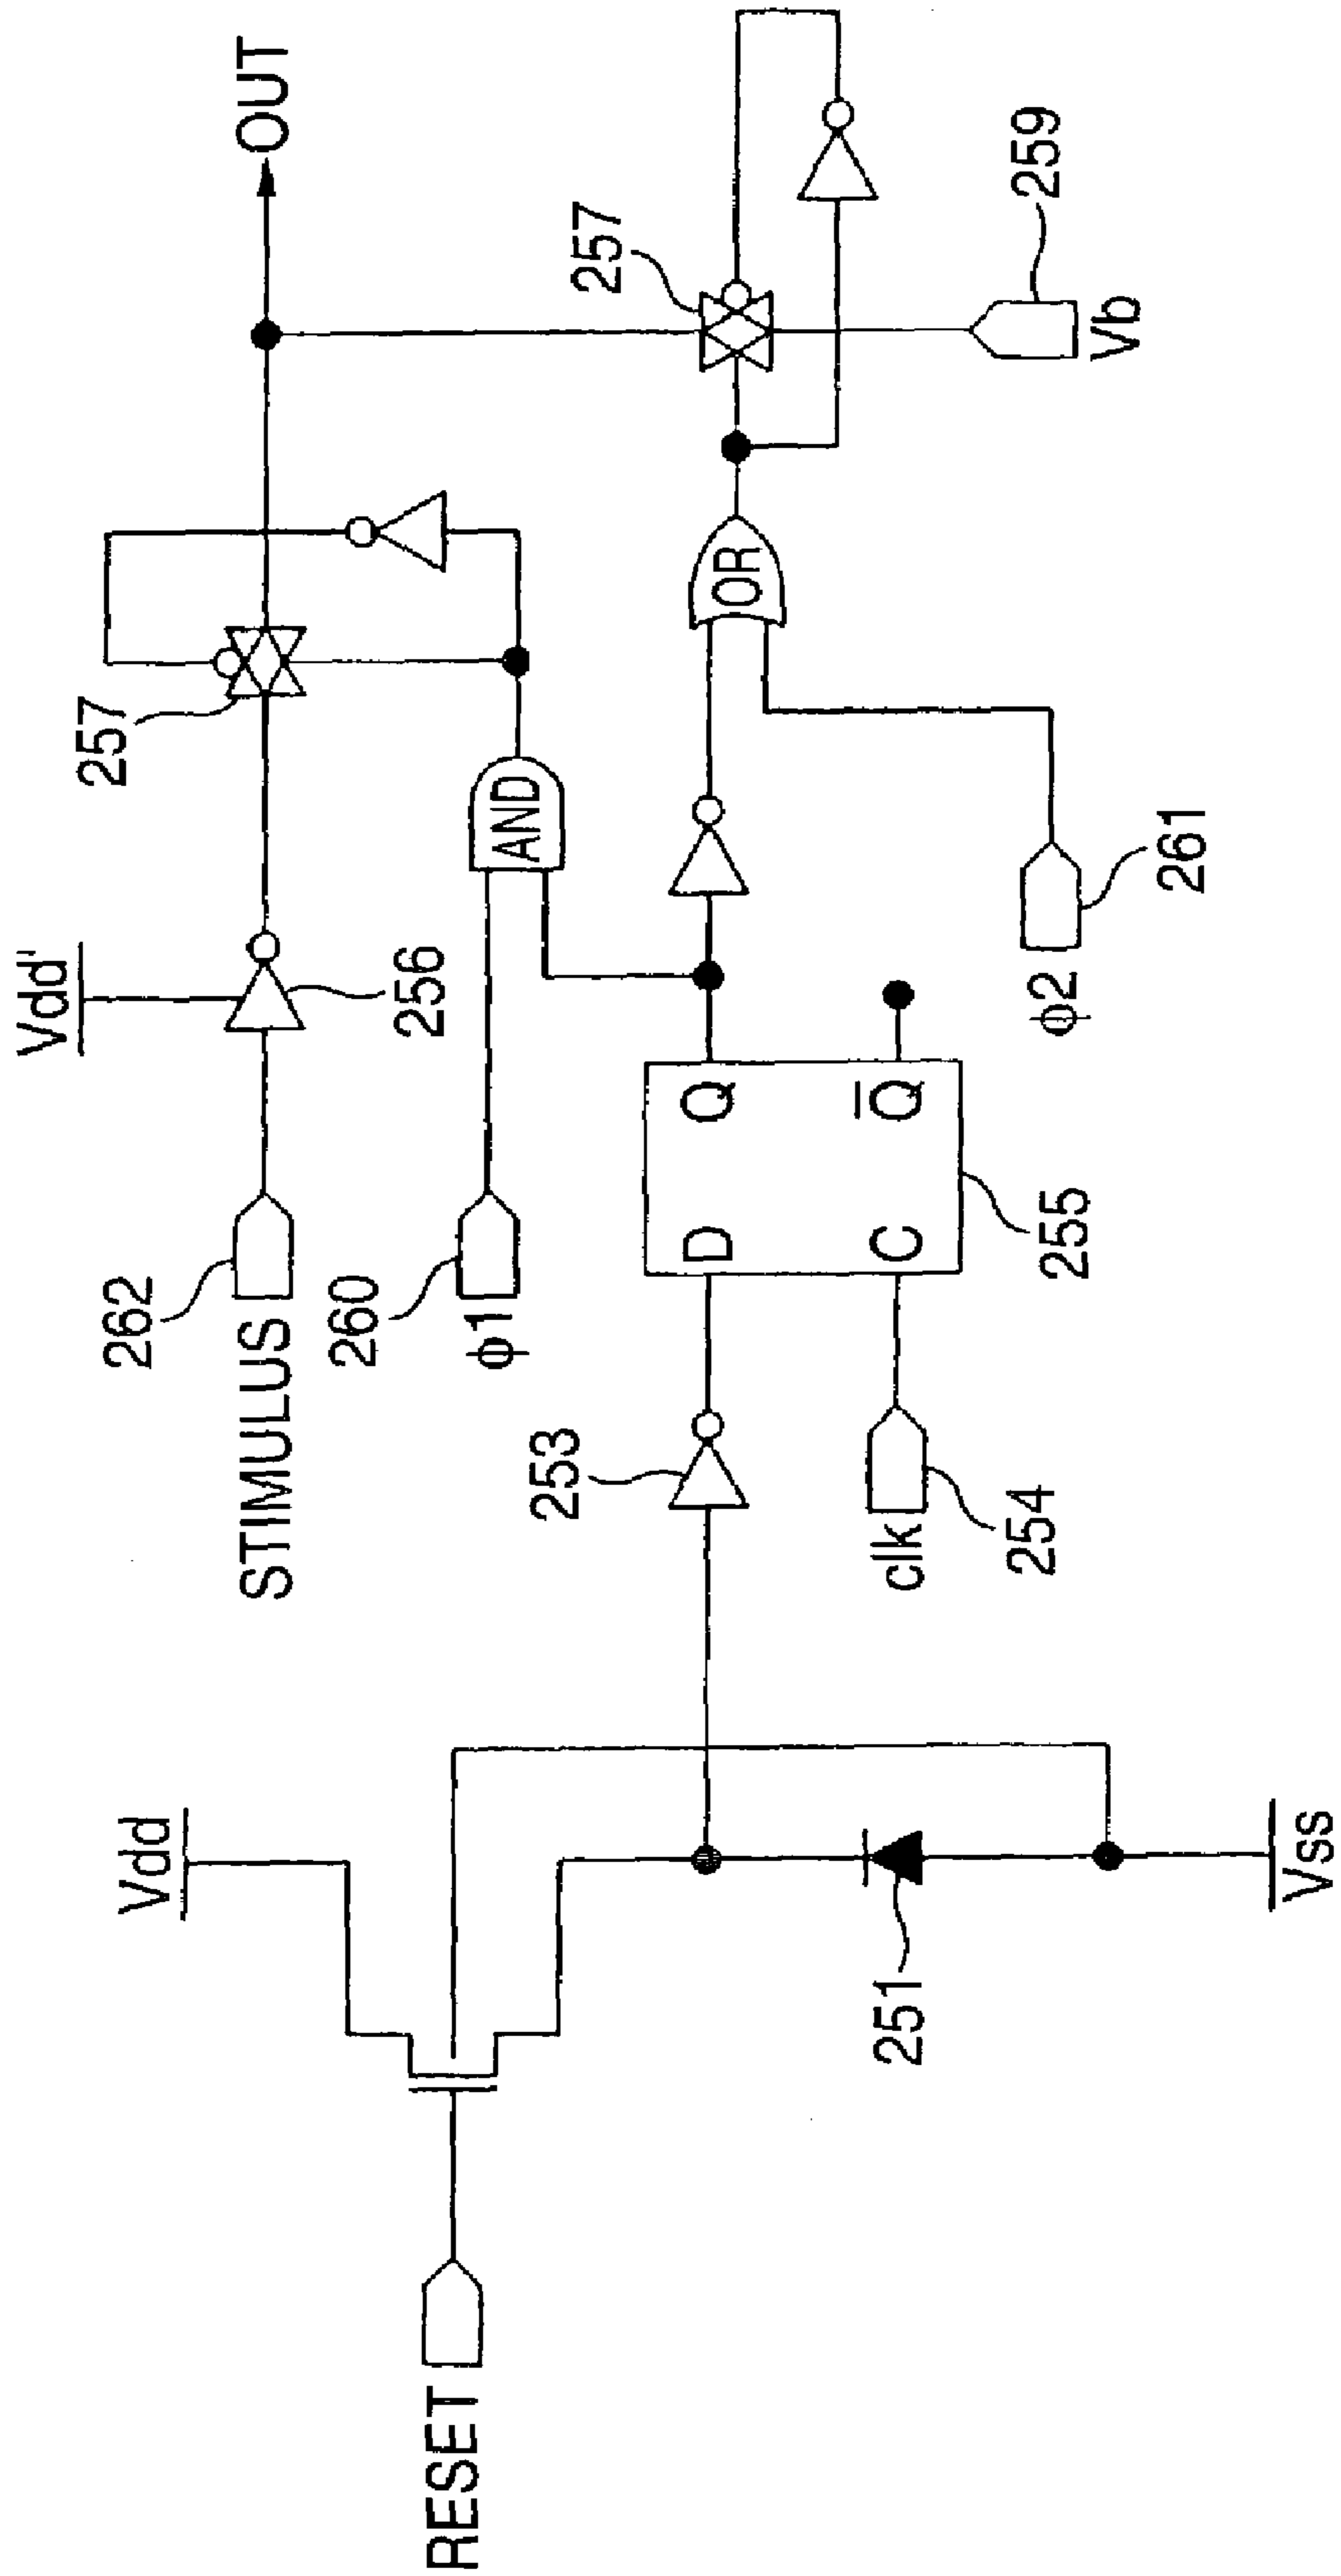 Vdd'
OUT
STIMULUS
262
256
257
257
AND
OR
φ1
260
φ2
261
Vb
259
D
Q
C
Q̅
255
253
clk
254
Vdd
RESET
251
Vss